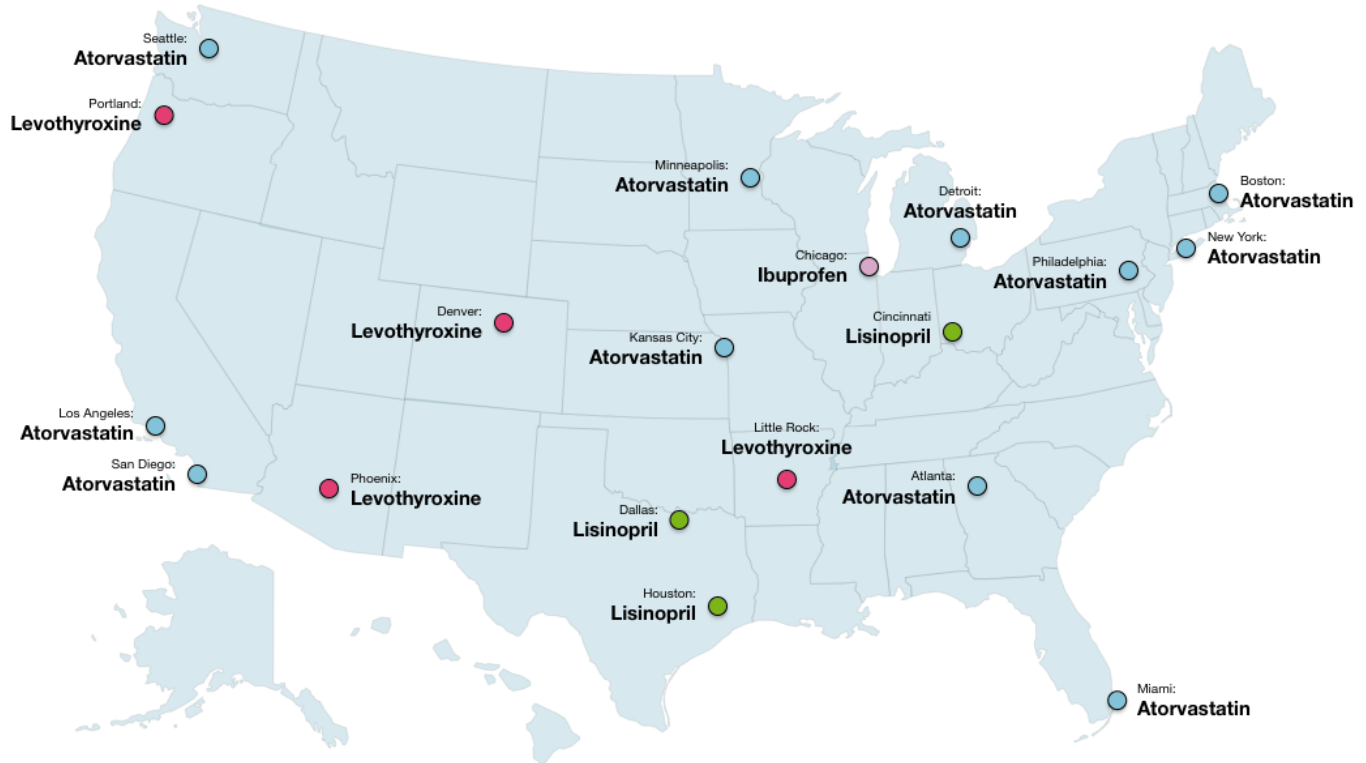 Seattle:
Atorvastatin
Portland:
Levothyroxine
Minneapolis:
Atorvastatin
Detroit:
Atorvastatin
Boston:
Atorvastatin
New York:
Atorvastatin
Philadelphia:
Atorvastatin
Chicago:
Ibuprofen
Denver:
Levothyroxine
Cincinnati
Lisinopril
Kansas City:
Atorvastatin
Los Angeles:
Atorvastatin
Little Rock:
Levothyroxine
San Diego:
Atorvastatin
Phoenix:
Levothyroxine
Atlanta:
Atorvastatin
Dallas:
Lisinopril
Houston:
Lisinopril
Miami:
Atorvastatin